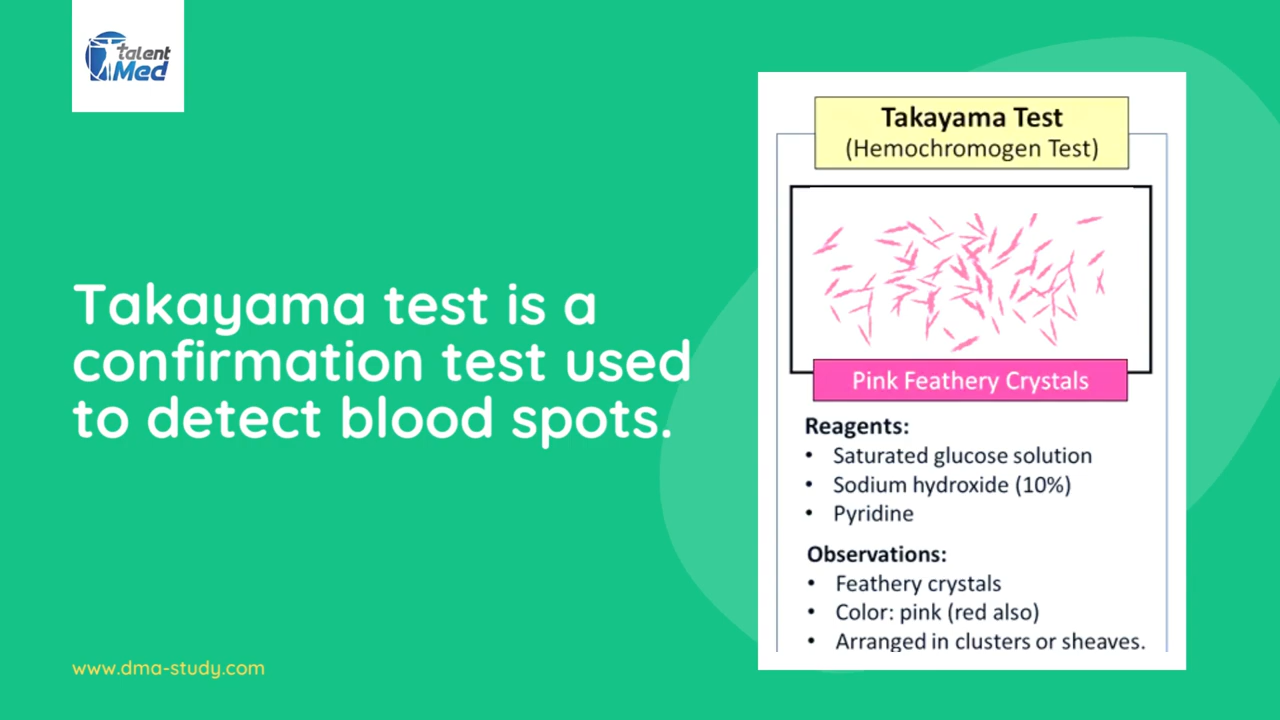 talent
Med
Takayama test is a
confirmation test used
to detect blood spots.
www.dma-study.com
Takayama Test
(Hemochromogen Test)
Pink Feathery Crystals
Reagents:
• Saturated glucose solution
• Sodium hydroxide (10%)
• Pyridine
Observations:
• Feathery crystals
• Color: pink (red also)
• Arranged in clusters or sheaves.